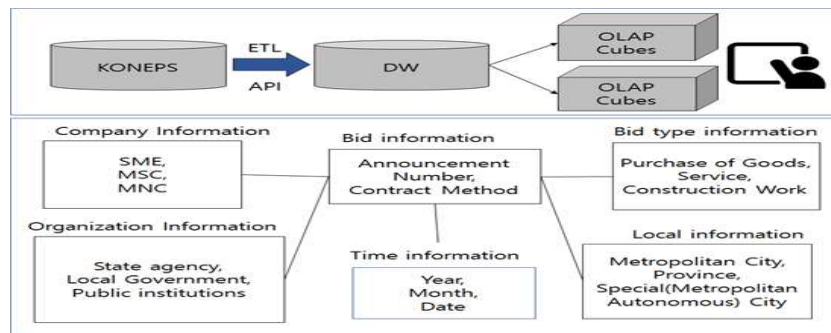 KONEPS
ETL
API
DW
OLAP
Cubes
OLAP
Cubes
Company Information
SME,
MSC,
MNC
Bid information
Announcement
Number,
Contract Method
Bid type information
Purchase of Goods,
Service,
Construction Work
Organization Information
State agency,
Local Government,
Public institutions
Time information
Year,
Month,
Date
Local information
Metropolitan City,
Province,
Special(Metropolitan
Autonomous) City